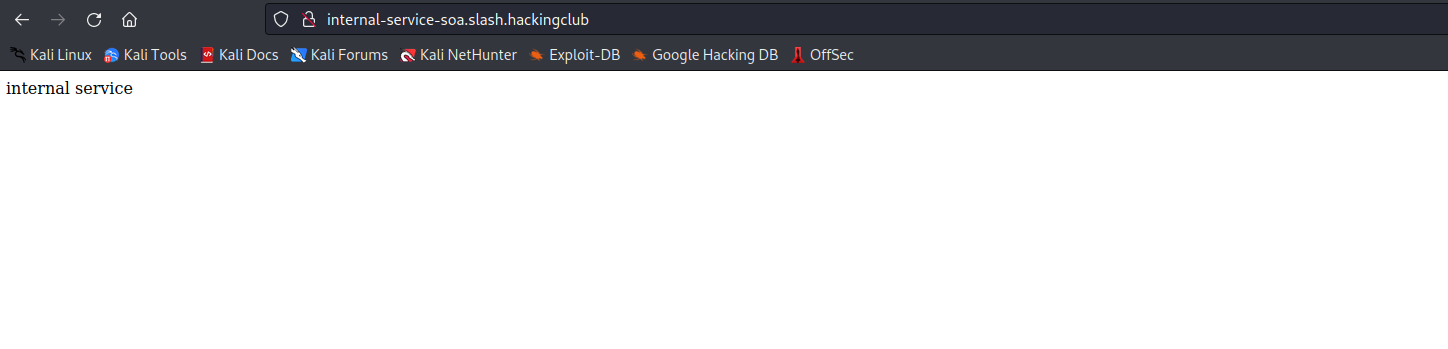 internal-service-soa.slash.hackingclub
Kali Linux Kali Tools Kali Docs Kali Forums Kali NetHunter Exploit-DB Google Hacking DB OffSec
internal service